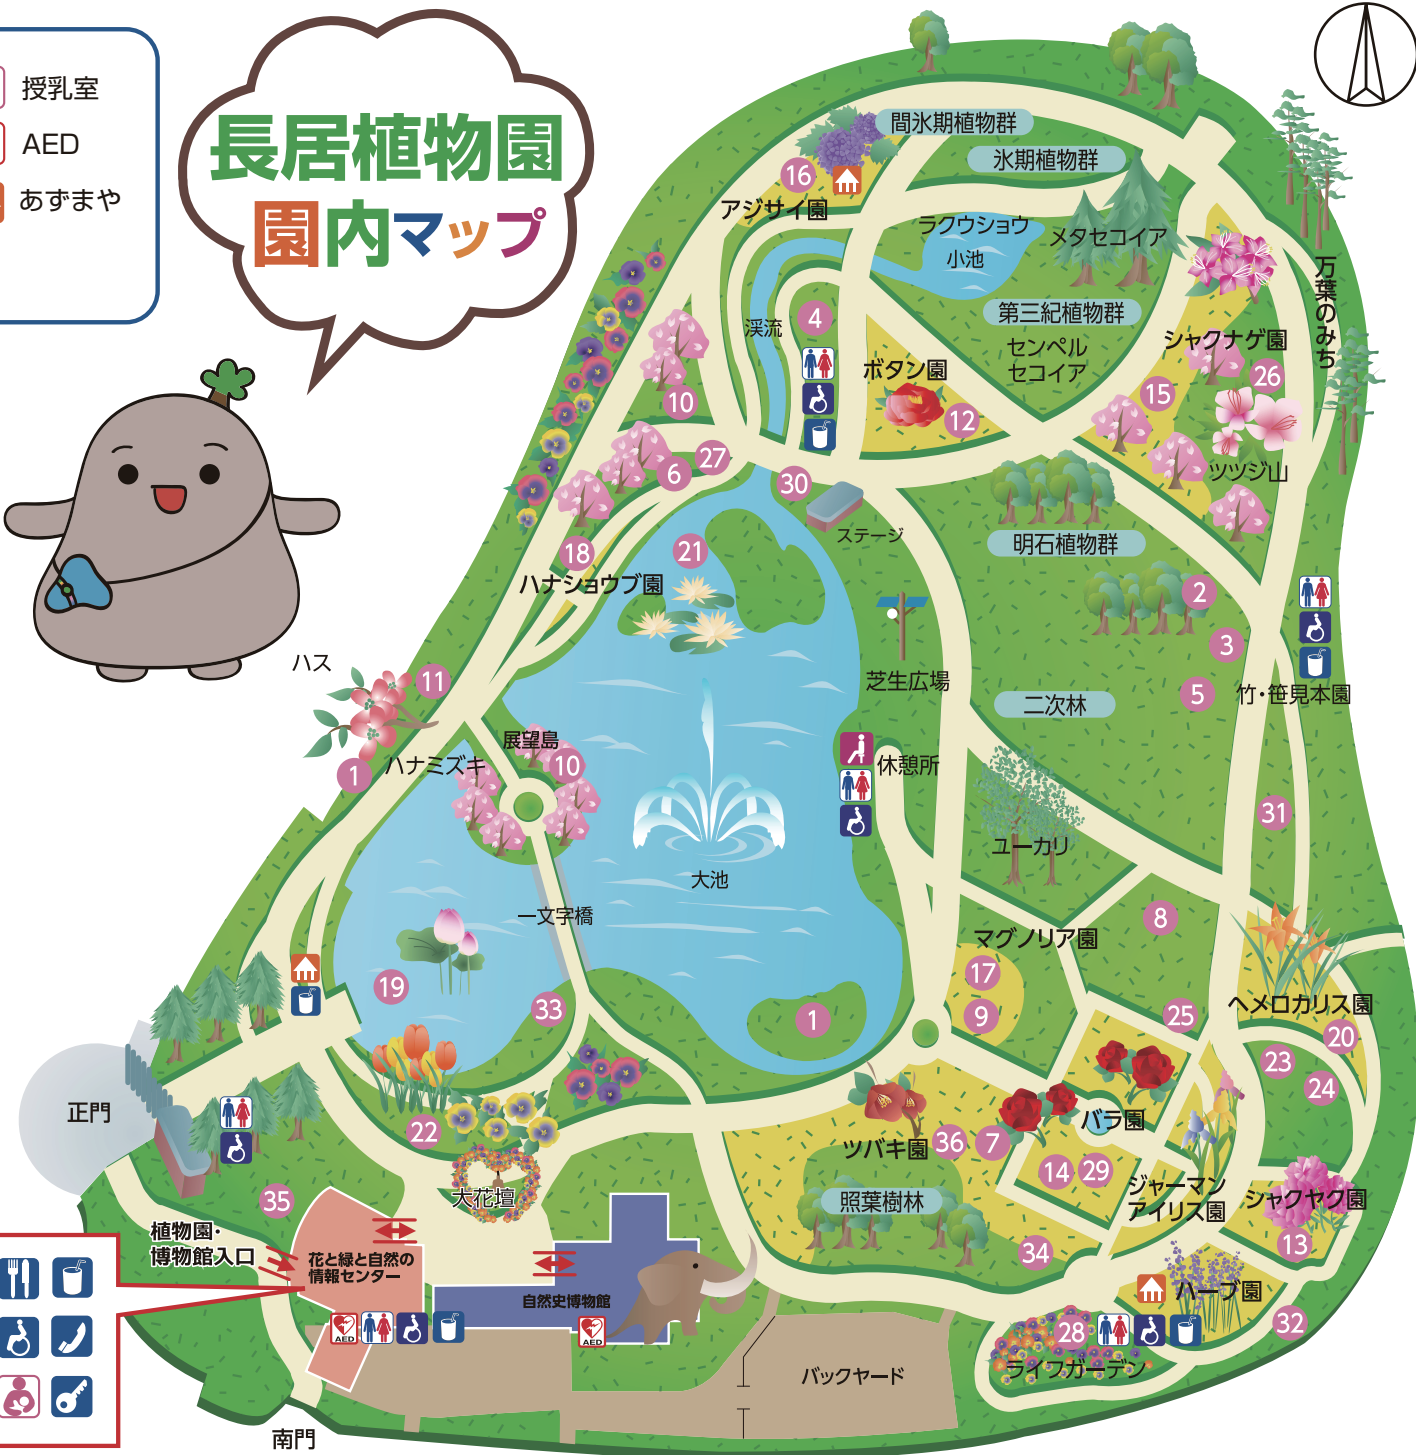 授乳室
AED
あずまや
長居植物園
園内マップ
間氷期植物群
氷期植物群
16
アジサイ園
ラクウショウ
小池
メタセコイア
万葉のみち
渓流
4
第三紀植物群
センペル
セコイア
シャクナゲ園
ボタン園
26
15
10
12
27
6
30
ツツジ山
ステージ
18
21
明石植物群
ハナショウブ園
2
3
ハス
11
芝生広場
5
竹・笹見本園
二次林
展望島
1
ハナミズキ
10
休憩所
31
ユーカリ
大池
一文字橋
8
マグノリア園
17
19
33
1
9
25
ヘメロカリス園
20
23
24
正門
22
バラ園
ツバキ園
36
7
14
29
大花壇
照葉樹林
ジャーマン
アイリス園
シャクヤク園
35
植物園・
博物館入口
花と緑と自然の
情報センター
34
13
自然史博物館
ハーブ園
AED
AED
28
32
ライフガーデン
バックヤード
南門